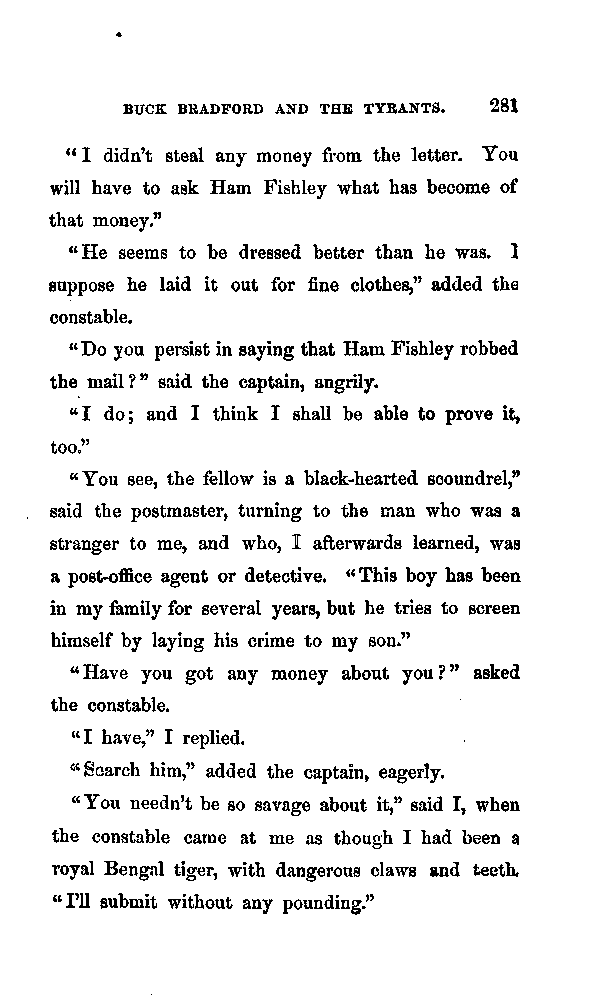 BUCK BRADFORD AND THE TYRANTS. 281
"I didn't steal any money from the letter. You
will have to ask Ham Fishley what has become of
that money."
"He seems to be dressed better than he was. I
suppose he laid it out for fine clothes," added the
constable.
"Do you persist in saying that Ham Fishley robbed
the mail?" said the captain, angrily.
"I do; and I think I shall be able to prove it,
too."
"You see, the fellow is a black-hearted scoundrel,"
said the postmaster, turning to the man who was a
stranger to me, and who, I afterwards learned, was
a post-office agent or detective. "This boy has been
in my family for several years, but he tries to screen
himself by laying his crime to my son."
"Have you got any money about you?" asked
the constable.
"I have," I replied.
"Search him," added the captain, eagerly.
"You needn't be so savage about it," said I, when
the constable came at me as though I had been a
royal Bengal tiger, with dangerous claws and teeth.
"I'll submit without any pounding."